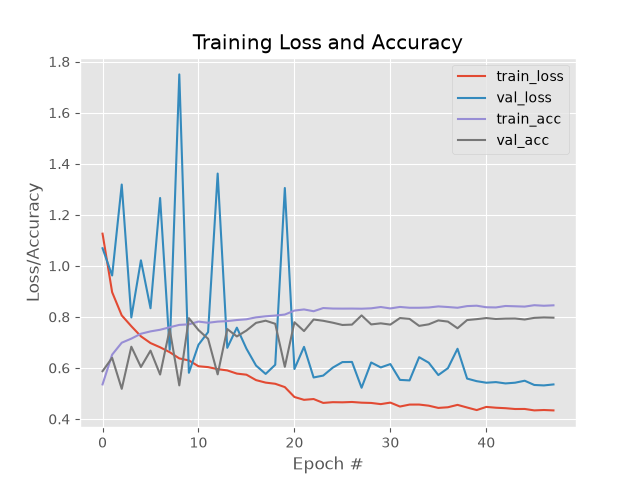 Training Loss and Accuracy
1.8
1.6
1.4
1.2
1.0
0.8
0.6
0.4
Loss/Accuracy
train_loss
val_loss
train_acc
val_acc
0
10
20
30
40
Epoch #